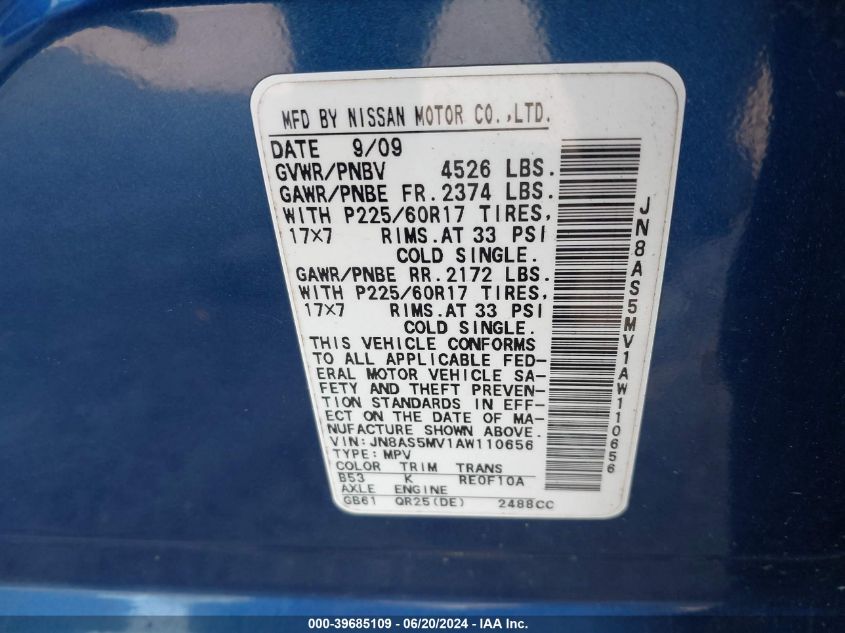 MFD BY NISSAN MOTOR CO.,LTD.
DATE 9/09
GVWR/PNBV 4526 LBS.
GAWR/PNBE FR.2374 LBS.
WITH P225/60R17 TIRES,
17X7 RIMS.AT 33 PSI
COLD SINGLE.
GAWR/PNBE RR.2172 LBS.
WITH P225/60R17 TIRES,
17X7 RIMS.AT 33 PSI
COLD SINGLE.
THIS VEHICLE CONFORMS
TO ALL APPLICABLE FED-
ERAL MOTOR VEHICLE SA-
FETY AND THEFT PREVEN-
TION STANDARDS IN EFF-
ECT ON THE DATE OF MA-
NUFACTURE SHOWN ABOVE.
VIN:JN8AS5MV1AW110656
TYPE:MPV
COLOR TRIM TRANS
B53 K RE0F10A
AXLE ENGINE
GB61 QR25(DE) 2488CC
JN8AS5MV1AW110656
000-39685109 - 06/20/2024 - IAA Inc.